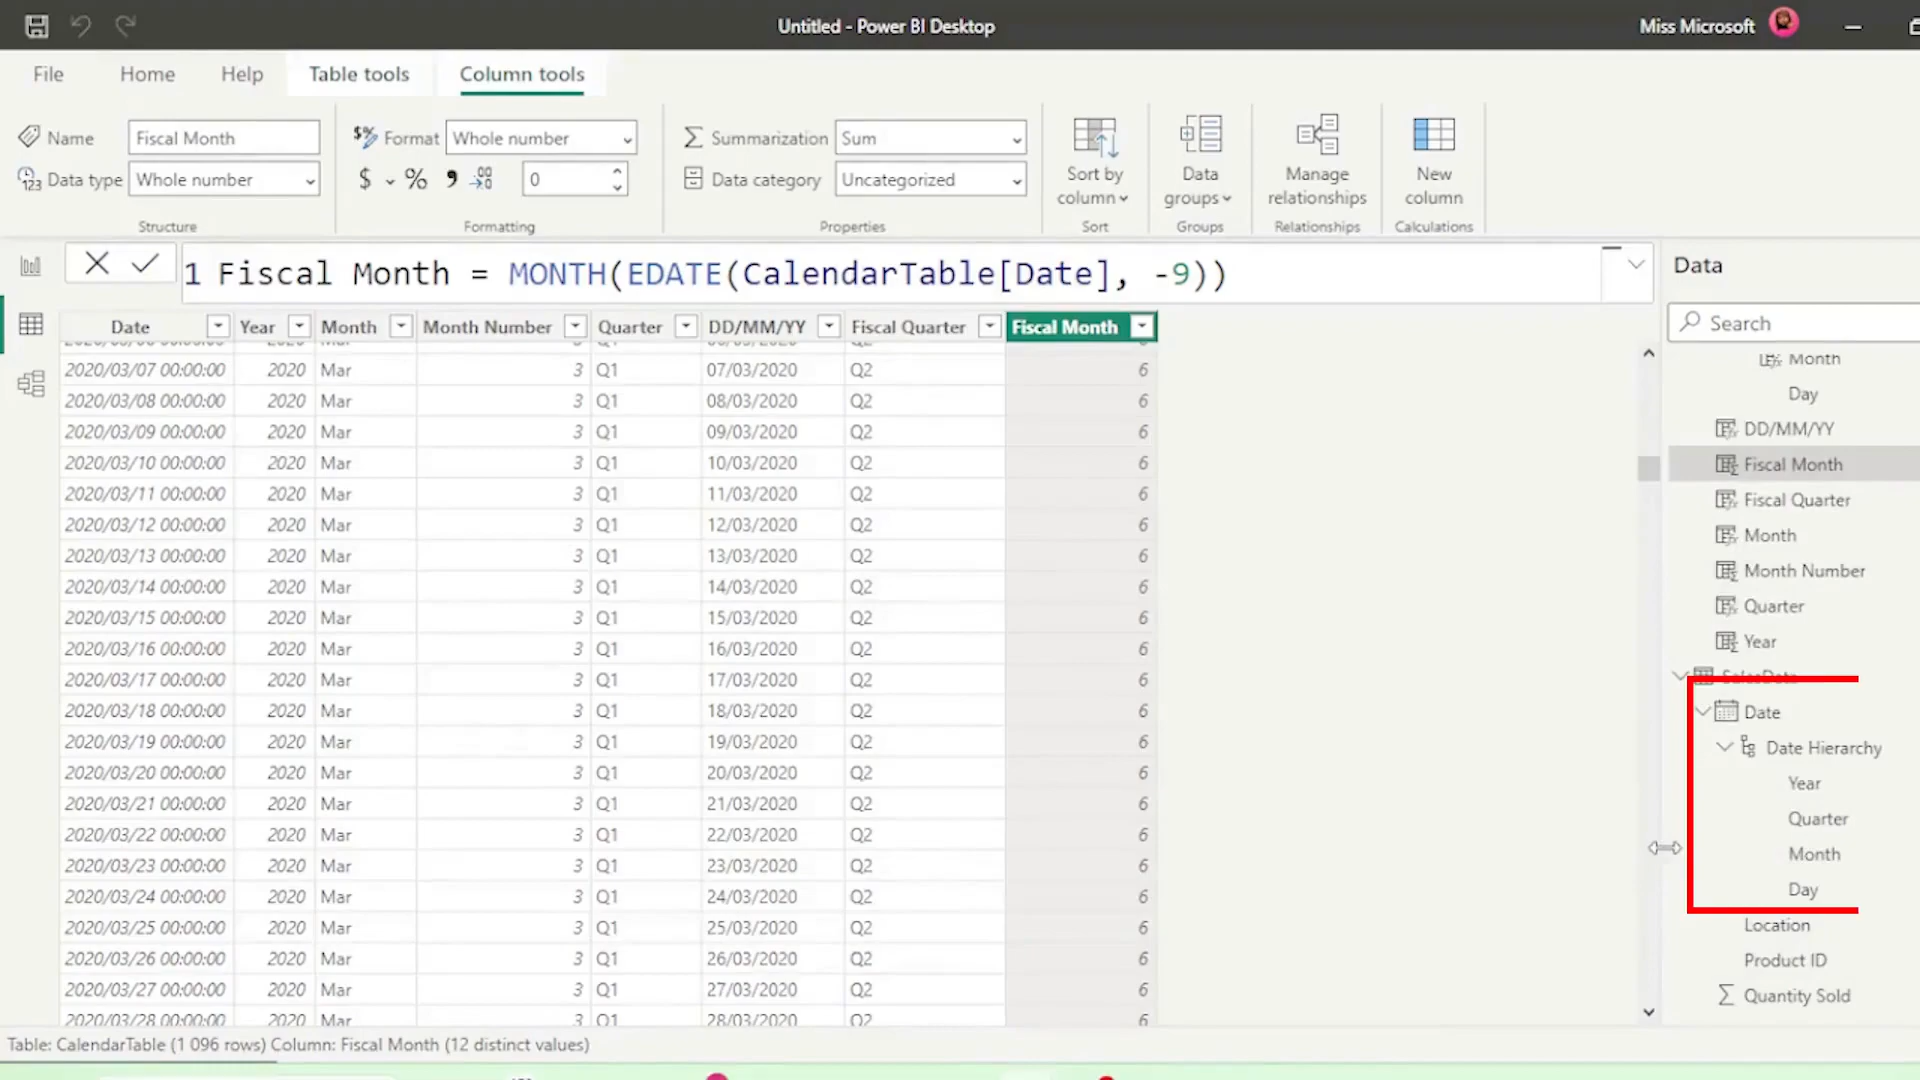 Untitled - Power BI Desktop
Miss Microsoft
File Home Help Table tools Column tools
Name Fiscal Month
Data type Whole number
Structure
Format Whole number
$ % 0
Formatting
Summarization Sum
Data category Uncategorized
Properties
Sort by column
Sort
Data groups
Groups
Manage relationships
Relationships
New column
Calculations
1 Fiscal Month = MONTH(EDATE(CalendarTable[Date], -9))
Date Year Month Month Number Quarter DD/MM/YY Fiscal Quarter Fiscal Month
2020/03/07 00:00:00 2020 Mar 3 Q1 07/03/2020 Q2 6
2020/03/08 00:00:00 2020 Mar 3 Q1 08/03/2020 Q2 6
2020/03/09 00:00:00 2020 Mar 3 Q1 09/03/2020 Q2 6
2020/03/10 00:00:00 2020 Mar 3 Q1 10/03/2020 Q2 6
2020/03/11 00:00:00 2020 Mar 3 Q1 11/03/2020 Q2 6
2020/03/12 00:00:00 2020 Mar 3 Q1 12/03/2020 Q2 6
2020/03/13 00:00:00 2020 Mar 3 Q1 13/03/2020 Q2 6
2020/03/14 00:00:00 2020 Mar 3 Q1 14/03/2020 Q2 6
2020/03/15 00:00:00 2020 Mar 3 Q1 15/03/2020 Q2 6
2020/03/16 00:00:00 2020 Mar 3 Q1 16/03/2020 Q2 6
2020/03/17 00:00:00 2020 Mar 3 Q1 17/03/2020 Q2 6
2020/03/18 00:00:00 2020 Mar 3 Q1 18/03/2020 Q2 6
2020/03/19 00:00:00 2020 Mar 3 Q1 19/03/2020 Q2 6
2020/03/20 00:00:00 2020 Mar 3 Q1 20/03/2020 Q2 6
2020/03/21 00:00:00 2020 Mar 3 Q1 21/03/2020 Q2 6
2020/03/22 00:00:00 2020 Mar 3 Q1 22/03/2020 Q2 6
2020/03/23 00:00:00 2020 Mar 3 Q1 23/03/2020 Q2 6
2020/03/24 00:00:00 2020 Mar 3 Q1 24/03/2020 Q2 6
2020/03/25 00:00:00 2020 Mar 3 Q1 25/03/2020 Q2 6
2020/03/26 00:00:00 2020 Mar 3 Q1 26/03/2020 Q2 6
2020/03/27 00:00:00 2020 Mar 3 Q1 27/03/2020 Q2 6
2020/03/28 00:00:00 2020 Mar 3 Q1 28/03/2020 Q2 6
Table: CalendarTable (1 096 rows) Column: Fiscal Month (12 distinct values)
Data
Search
Month
Day
DD/MM/YY
Fiscal Month
Fiscal Quarter
Month
Month Number
Quarter
Year
Date
Date Hierarchy
Year
Quarter
Month
Day
Location
Product ID
Quantity Sold